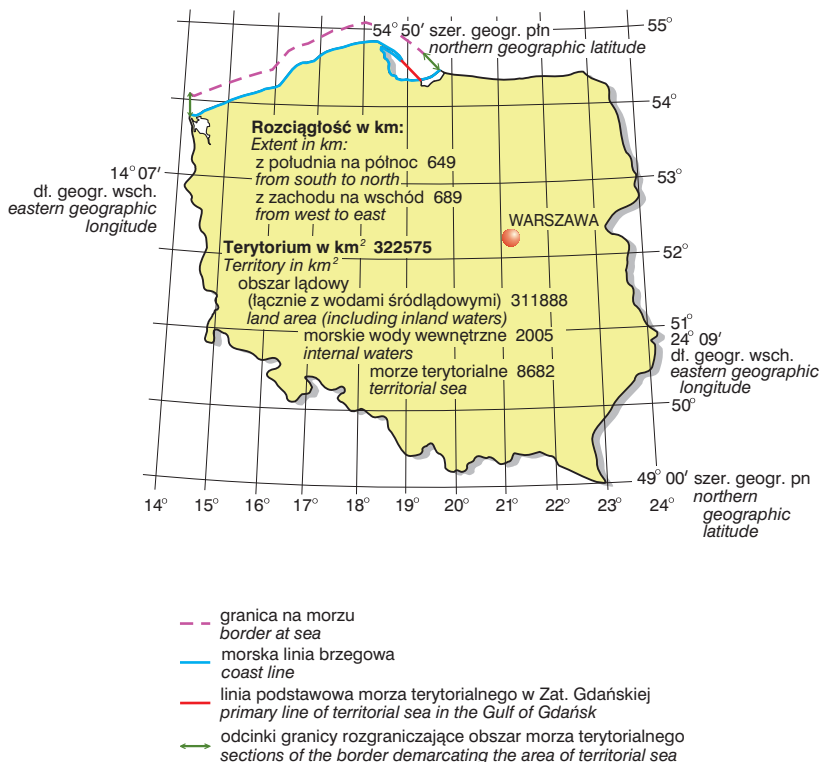 54° 50′ szer. geogr. płn
northern geographic latitude
55°
54°
53°
52°
51°
50°
14° 07′
dł. geogr. wsch.
eastern geographic
longitude
Rozciągłość w km:
Extent in km:
z południa na północ 649
from south to north
z zachodu na wschód 689
from west to east
WARSZAWA
Terytorium w km² 322575
Territory in km²
obszar lądowy
(łącznie z wodami śródlądowymi) 311888
land area (including inland waters)
morskie wody wewnętrzne 2005
internal waters
morze terytorialne 8682
territorial sea
24° 09′
dł. geogr. wsch.
eastern geographic
longitude
49° 00′ szer. geogr. pn
northern
geographic
latitude
14° 15° 16° 17° 18° 19° 20° 21° 22° 23° 24°
granica na morzu
border at sea
morska linia brzegowa
coast line
linia podstawowa morza terytorialnego w Zat. Gdańskiej
primary line of territorial sea in the Gulf of Gdańsk
odcinki granicy rozgraniczające obszar morza terytorialnego
sections of the border demarcating the area of territorial sea